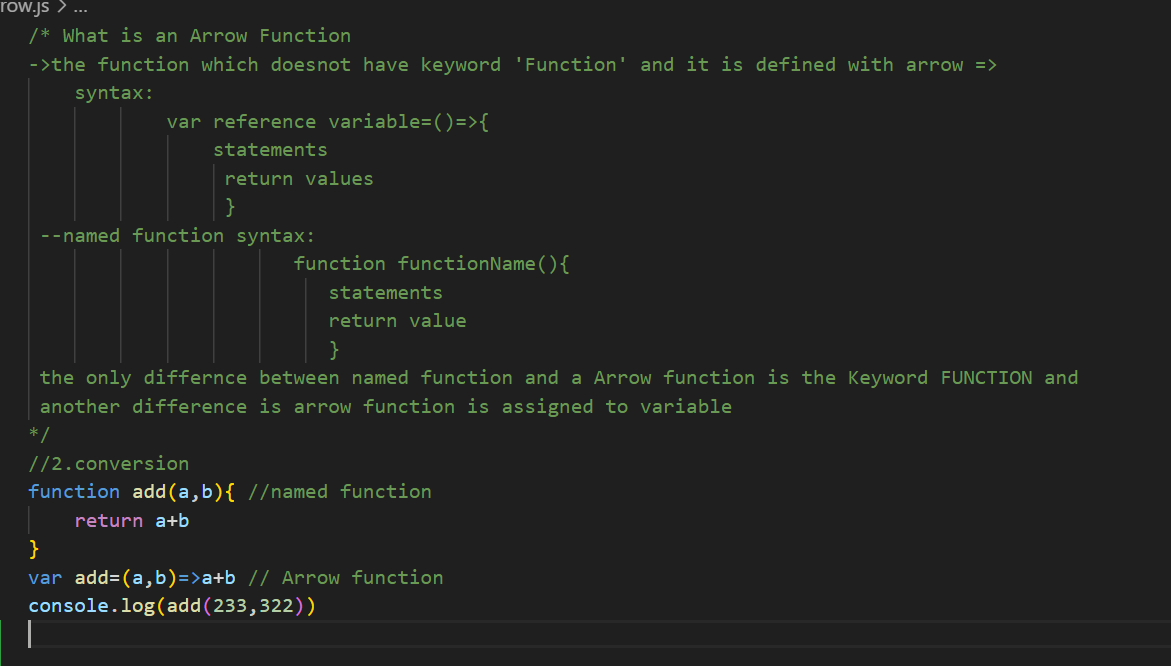 row.js > ...
/* What is an Arrow Function
->the function which doesnot have keyword 'Function' and it is defined with arrow =>
syntax:
var reference variable=()=>{
statements
return values
}
--named function syntax:
function functionName(){
statements
return value
}
the only differnce between named function and a Arrow function is the Keyword FUNCTION and
another difference is arrow function is assigned to variable
*/
//2.conversion
function add(a,b){ //named function
return a+b
}
var add=(a,b)=>a+b // Arrow function
console.log(add(233,322))